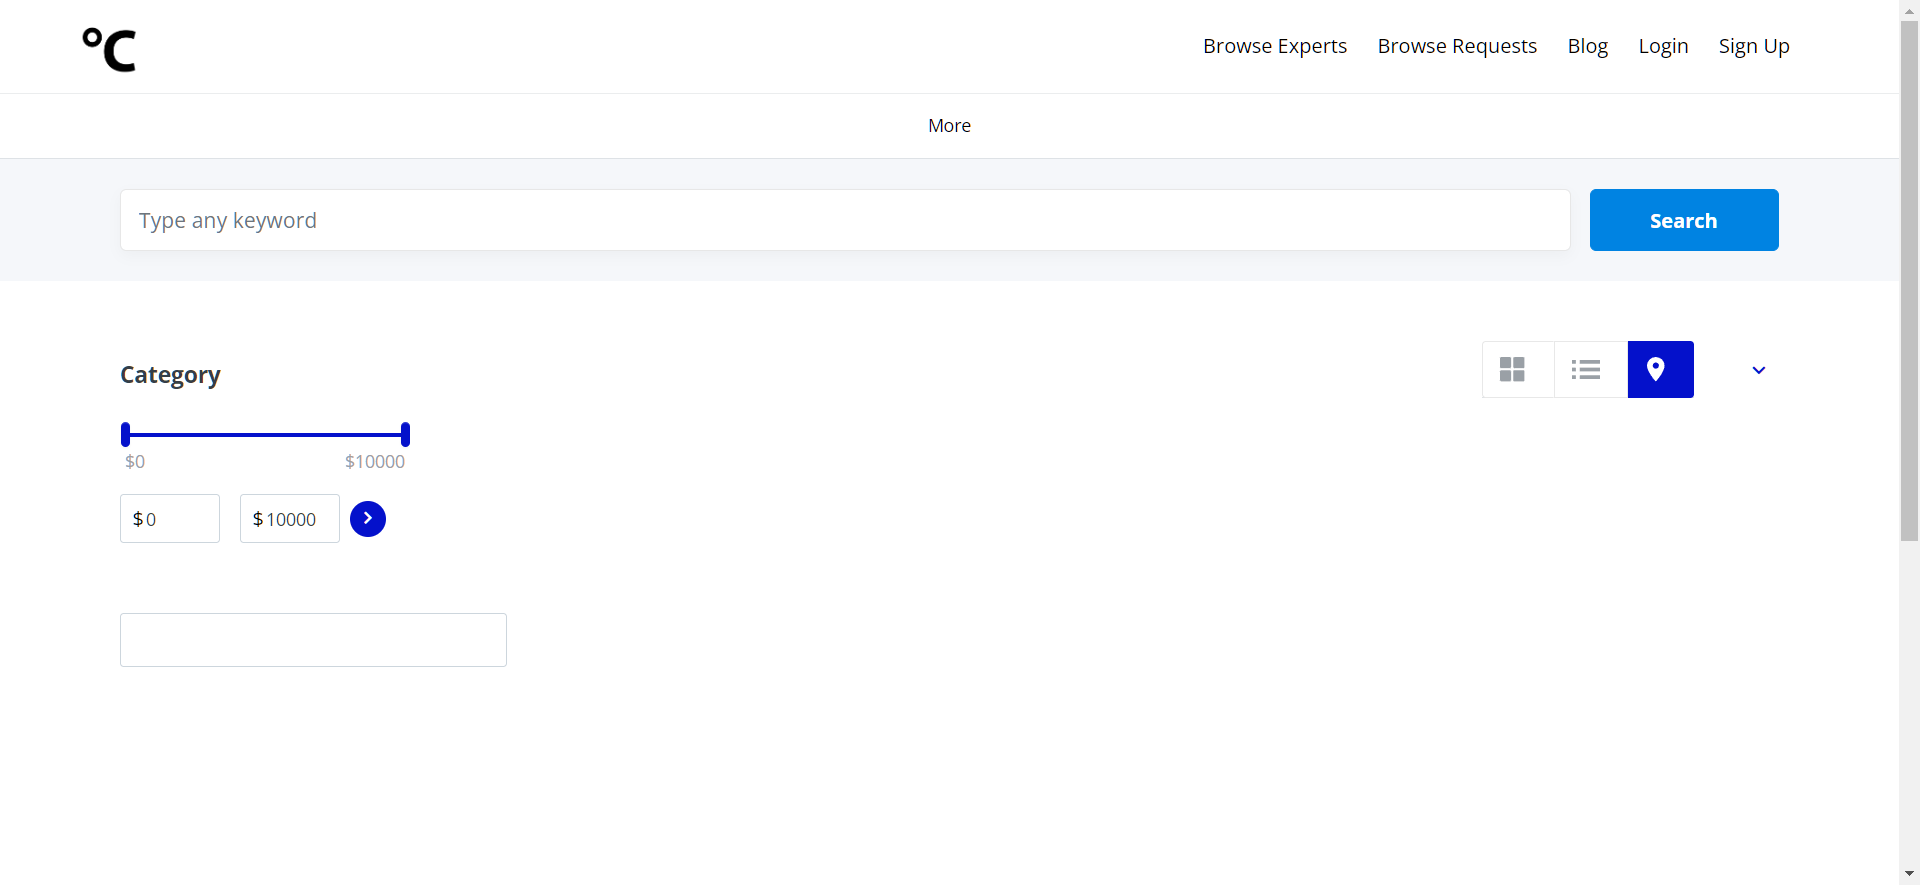 °C
Browse Experts Browse Requests Blog Login Sign Up
More
Type any keyword Search
Category
$0 $10000
$ 0 $ 10000